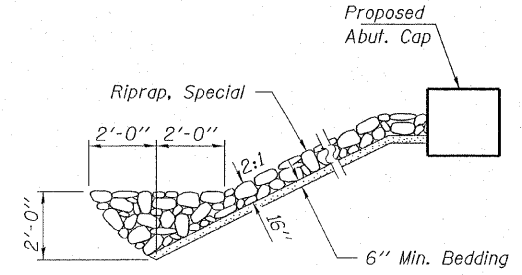 Proposed
Abut. Cap
Riprap, Special
2'-0" 2'-0"
2:1
2'-0"
16"
6" Min. Bedding